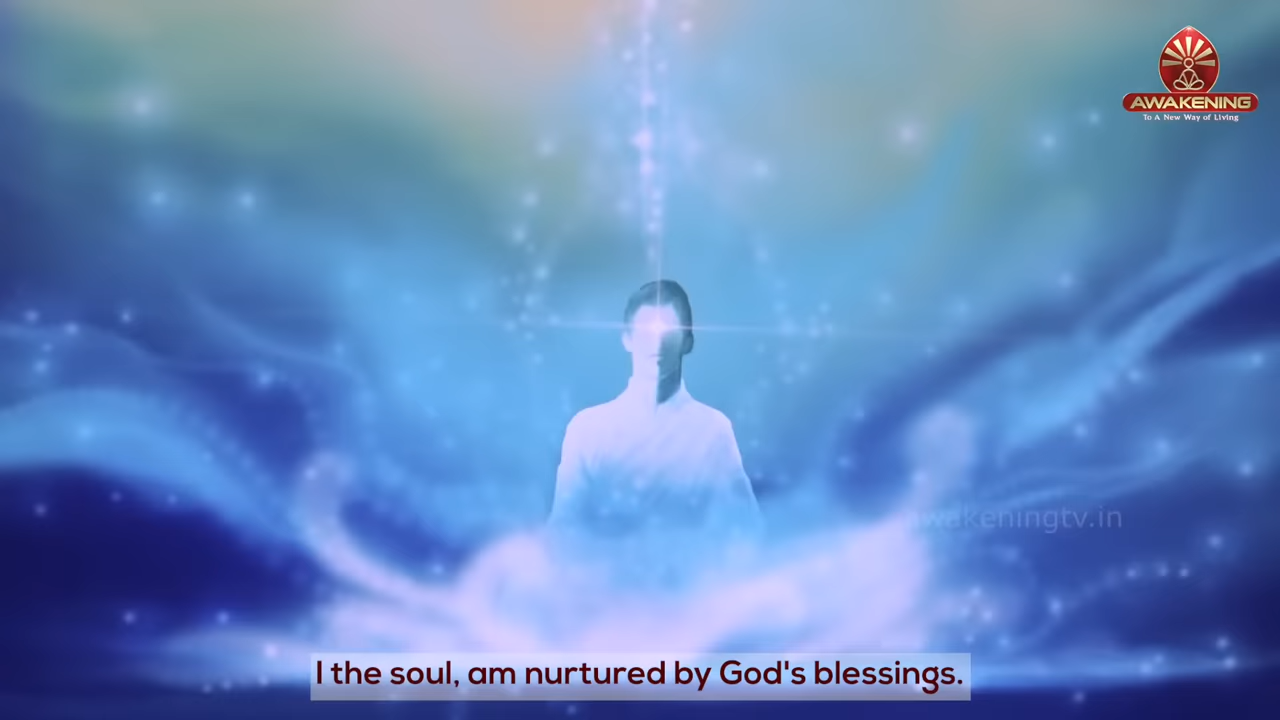 AWAKENING
To A New Way of Living
awakeningtv.in
I the soul, am nurtured by God's blessings.